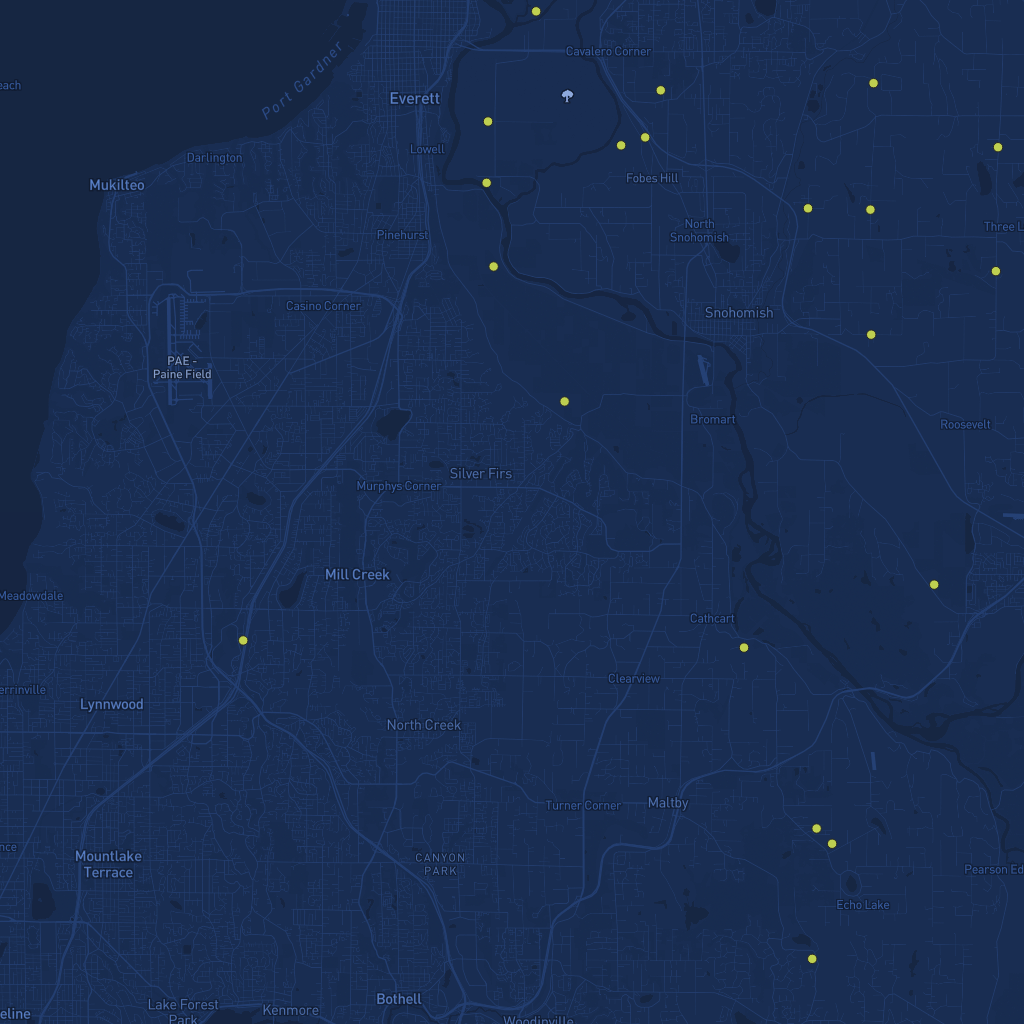 Cavalero Corner
each
Port Gardner
Everett
Lowell
Darlington
Fobes Hill
Mukilteo
North
Snohomish
Three L
Pinehurst
Casino Corner
Snohomish
PAE -
Paine Field
Bromart
Roosevelt
Silver Firs
Murphys Corner
Mill Creek
Meadowdale
Cathcart
Clearview
errinville
Lynnwood
North Creek
Turner Corner
Maltby
nce
Mountlake
Terrace
CANYON
PARK
Pearson Ed
Echo Lake
Bothell
Lake Forest
Park
Kenmore
eline
Woodinville